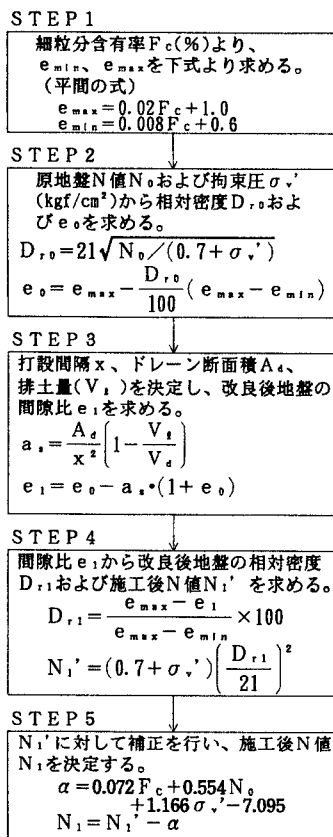 STEP1
細粒分含有率Fc(%)より、
emin、emaxを下式より求める。
(平間の式)
emax=0.02Fc+1.0
emin=0.008Fc+0.6
STEP2
原地盤N値N₀および拘束圧σv'
(kgf/cm²)から相対密度Dr0およ
びe₀を求める。
Dr0=21√N₀/(0.7+σv')
e₀=emax−Dr0/100(emax−emin)
STEP3
打設間隔x、ドレーン断面積Ad、
排土量(Vℓ)を決定し、改良後地盤の
間隙比e₁を求める。
as=Ad/x²(1−Vℓ/Vd)
e₁=e₀−as•(1+e₀)
STEP4
間隙比e₁から改良後地盤の相対密度
Dr1および施工後N値N₁'を求める。
Dr1=(emax−e₁)/(emax−emin)×100
N₁'=(0.7+σv')(Dr1/21)²
STEP5
N₁'に対して補正を行い、施工後N値
N₁を決定する。
α=0.072Fc+0.554N₀
+1.166σv'−7.095
N₁=N₁'−α